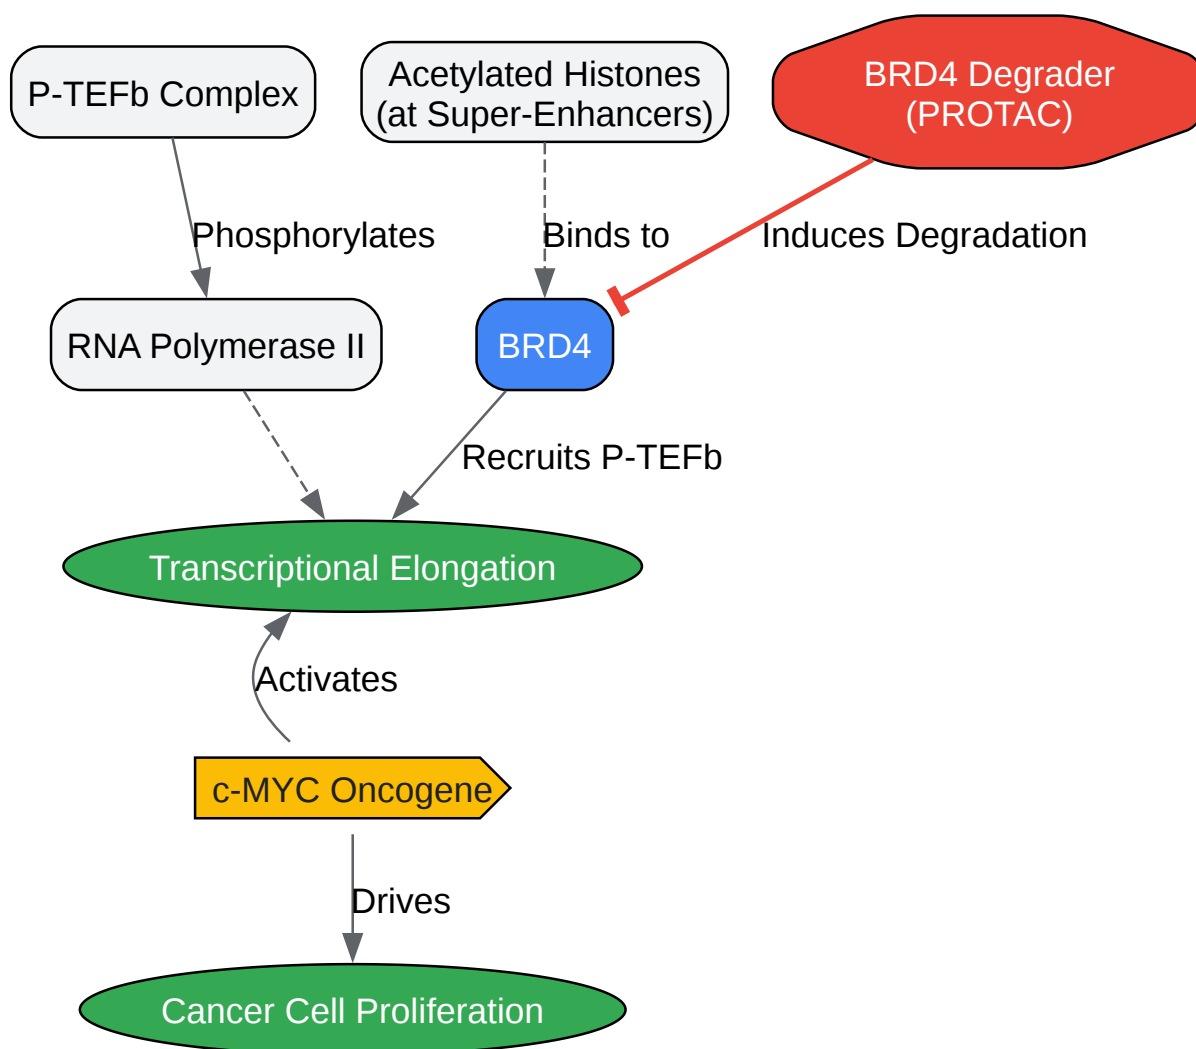 P-TEFb Complex
Acetylated Histones
(at Super-Enhancers)
BRD4 Degrader
(PROTAC)
Phosphorylates
Binds to
Induces Degradation
RNA Polymerase II
BRD4
Recruits P-TEFb
Transcriptional Elongation
Activates
c-MYC Oncogene
Drives
Cancer Cell Proliferation